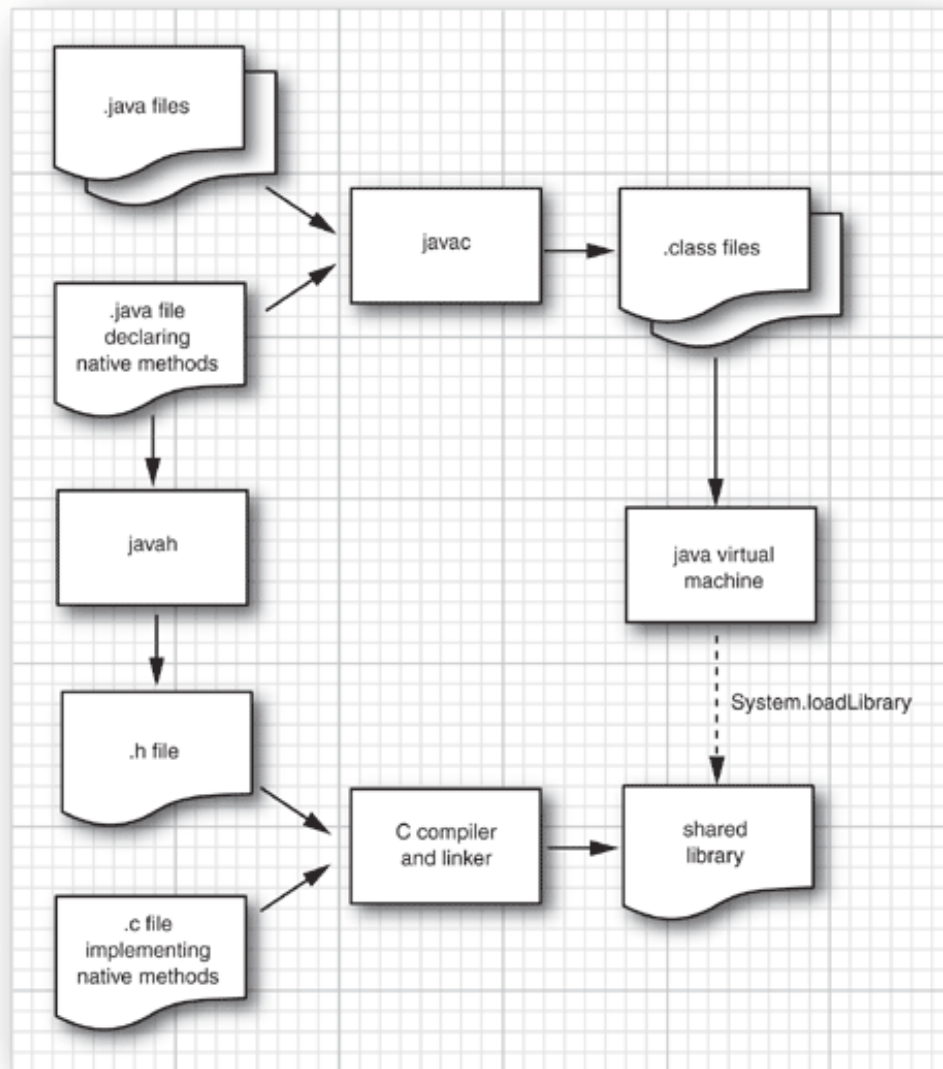 .java files
javac
.class files
.java file
declaring
native methods
javah
java virtual
machine
System.loadLibrary
.h file
C compiler
and linker
shared
library
.c file
implementing
native methods